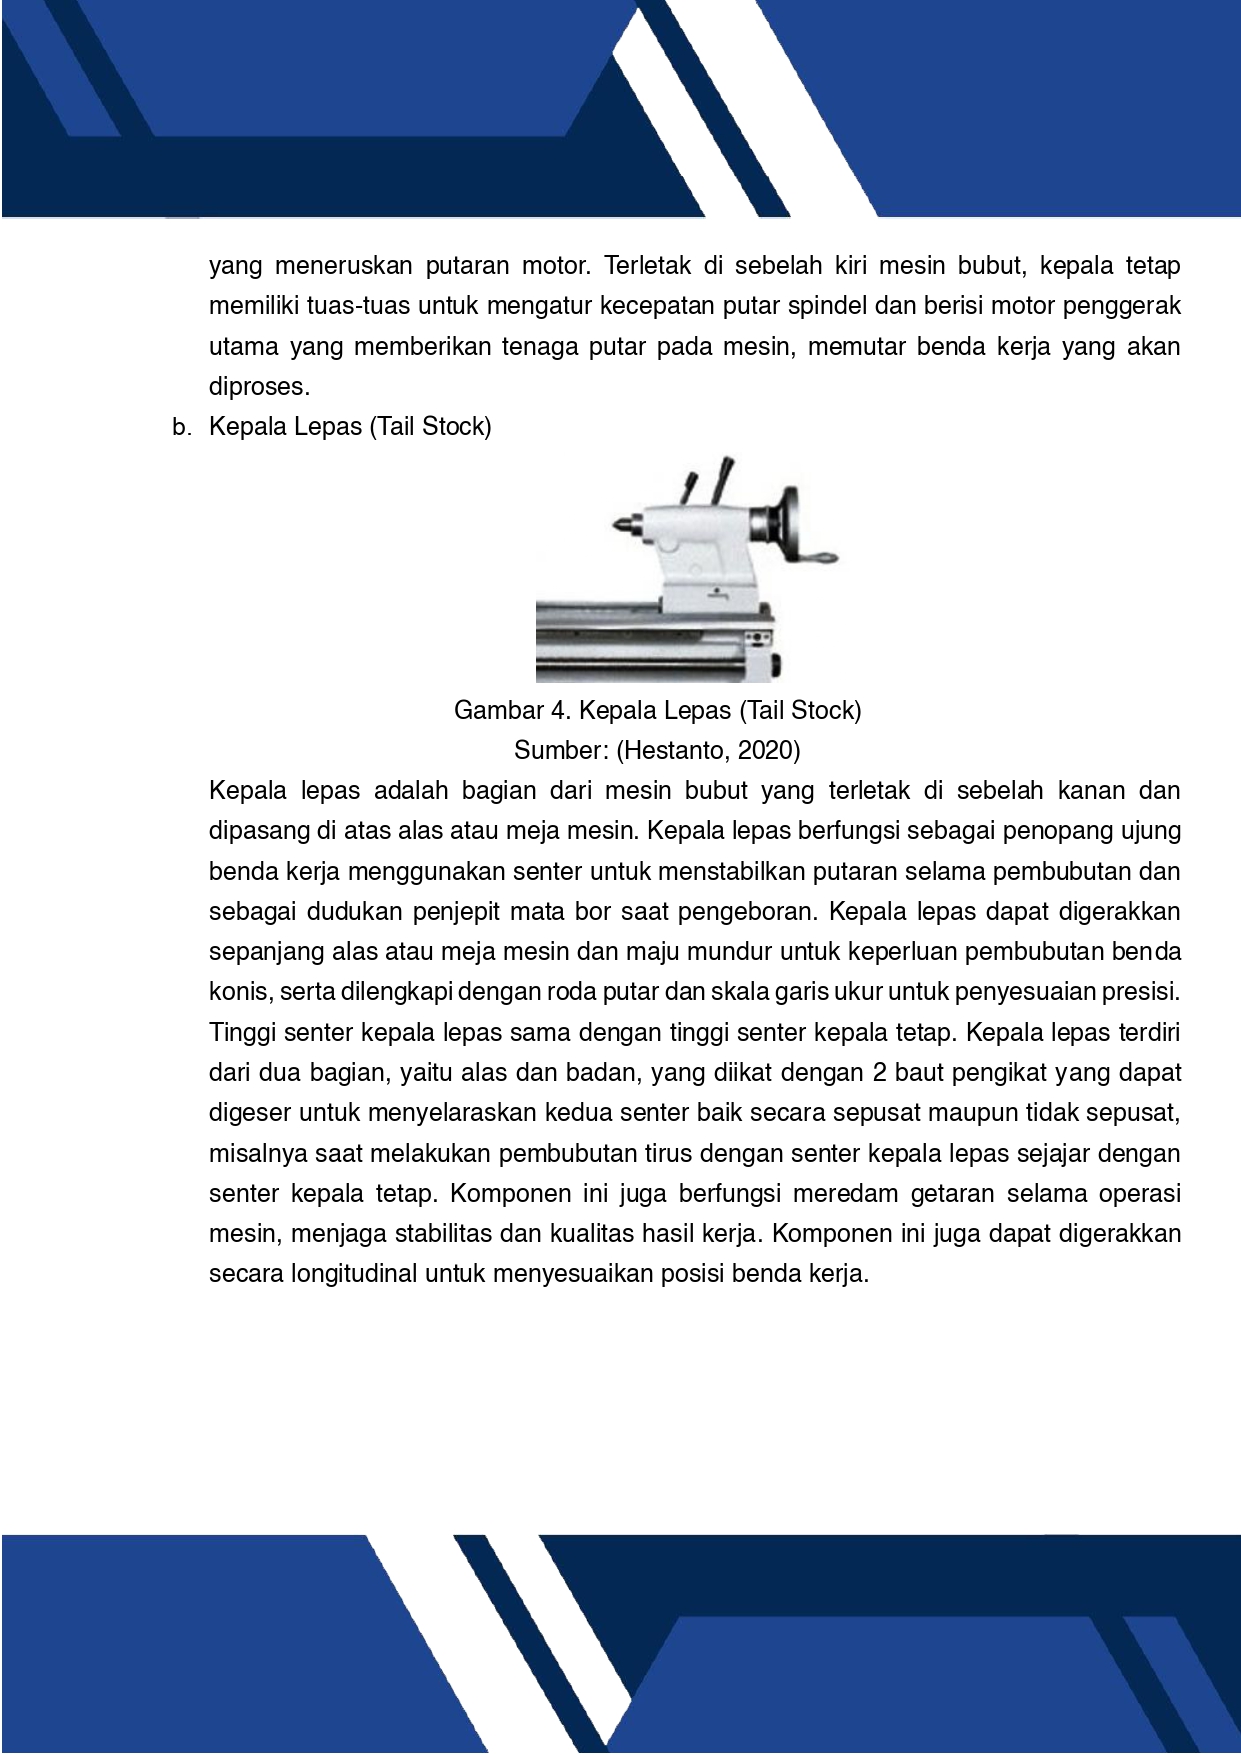 yang meneruskan putaran motor. Terletak di sebelah kiri mesin bubut, kepala tetap
memiliki tuas-tuas untuk mengatur kecepatan putar spindel dan berisi motor penggerak
utama yang memberikan tenaga putar pada mesin, memutar benda kerja yang akan
diproses.
b. Kepala Lepas (Tail Stock)
Gambar 4. Kepala Lepas (Tail Stock)
Sumber: (Hestanto, 2020)
Kepala lepas adalah bagian dari mesin bubut yang terletak di sebelah kanan dan
dipasang di atas alas atau meja mesin. Kepala lepas berfungsi sebagai penopang ujung
benda kerja menggunakan senter untuk menstabilkan putaran selama pembubutan dan
sebagai dudukan penjepit mata bor saat pengeboran. Kepala lepas dapat digerakkan
sepanjang alas atau meja mesin dan maju mundur untuk keperluan pembubutan benda
konis, serta dilengkapi dengan roda putar dan skala garis ukur untuk penyesuaian presisi.
Tinggi senter kepala lepas sama dengan tinggi senter kepala tetap. Kepala lepas terdiri
dari dua bagian, yaitu alas dan badan, yang diikat dengan 2 baut pengikat yang dapat
digeser untuk menyelaraskan kedua senter baik secara sepusat maupun tidak sepusat,
misalnya saat melakukan pembubutan tirus dengan senter kepala lepas sejajar dengan
senter kepala tetap. Komponen ini juga berfungsi meredam getaran selama operasi
mesin, menjaga stabilitas dan kualitas hasil kerja. Komponen ini juga dapat digerakkan
secara longitudinal untuk menyesuaikan posisi benda kerja.